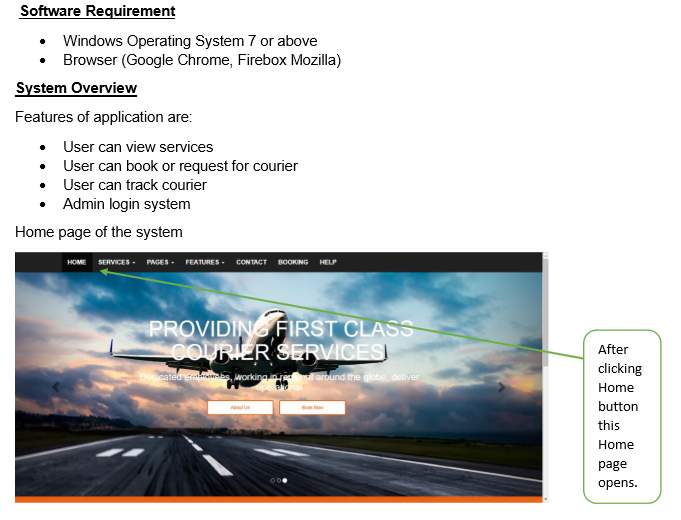 Software Requirement
• Windows Operating System 7 or above
• Browser (Google Chrome, Firebox Mozilla)
System Overview
Features of application are:
• User can view services
• User can book or request for courier
• User can track courier
• Admin login system
Home page of the system
HOME SERVICES PAGES FEATURES CONTACT BOOKING HELP
PROVIDING FIRST CLASS
COURIER SERVICES
Dedicated Employees, working in around the globe, deliver
operational
About Us Book Now
After
clicking
Home
button
this
Home
page
opens.